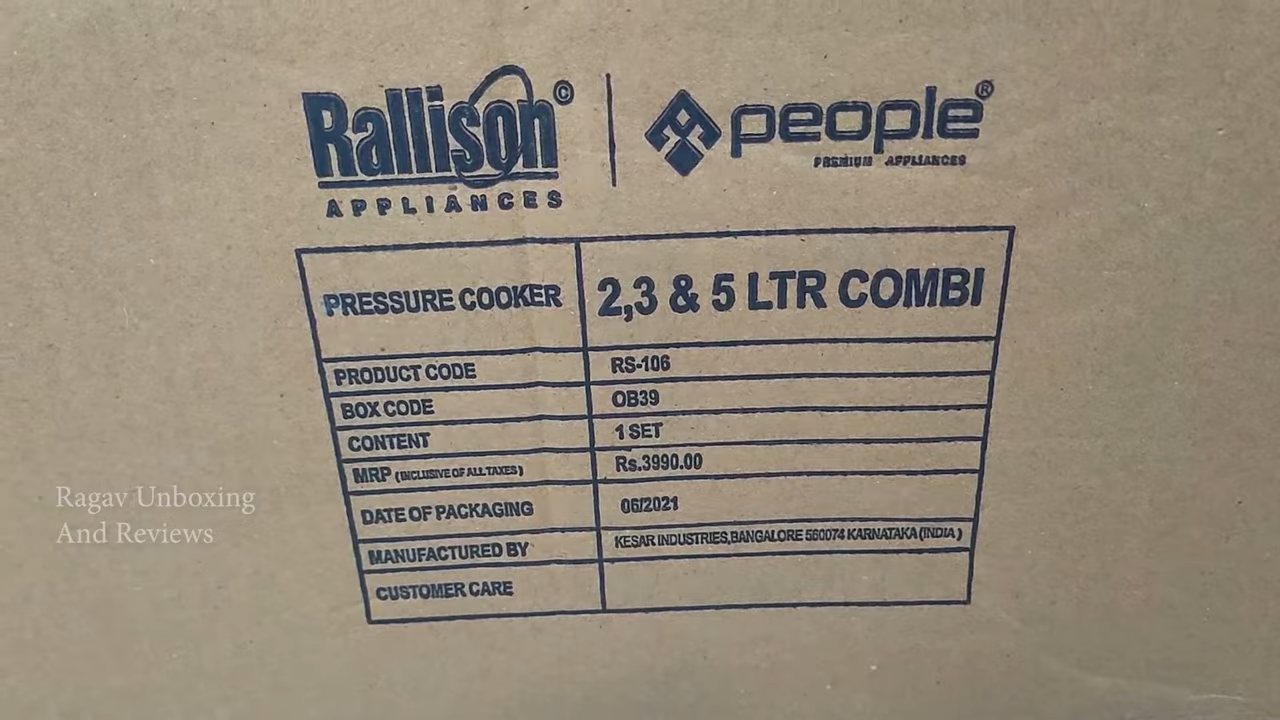 Rallison©
APPLIANCES
people®
PREMIUM APPLIANCES
PRESSURE COOKER 2,3 & 5 LTR COMBI
PRODUCT CODE RS-106
BOX CODE OB39
CONTENT 1 SET
MRP (INCLUSIVE OF ALL TAXES) Rs.3990.00
DATE OF PACKAGING 06/2021
MANUFACTURED BY KESAR INDUSTRIES,BANGALORE 560074 KARNATAKA (INDIA)
CUSTOMER CARE
Ragav Unboxing
And Reviews